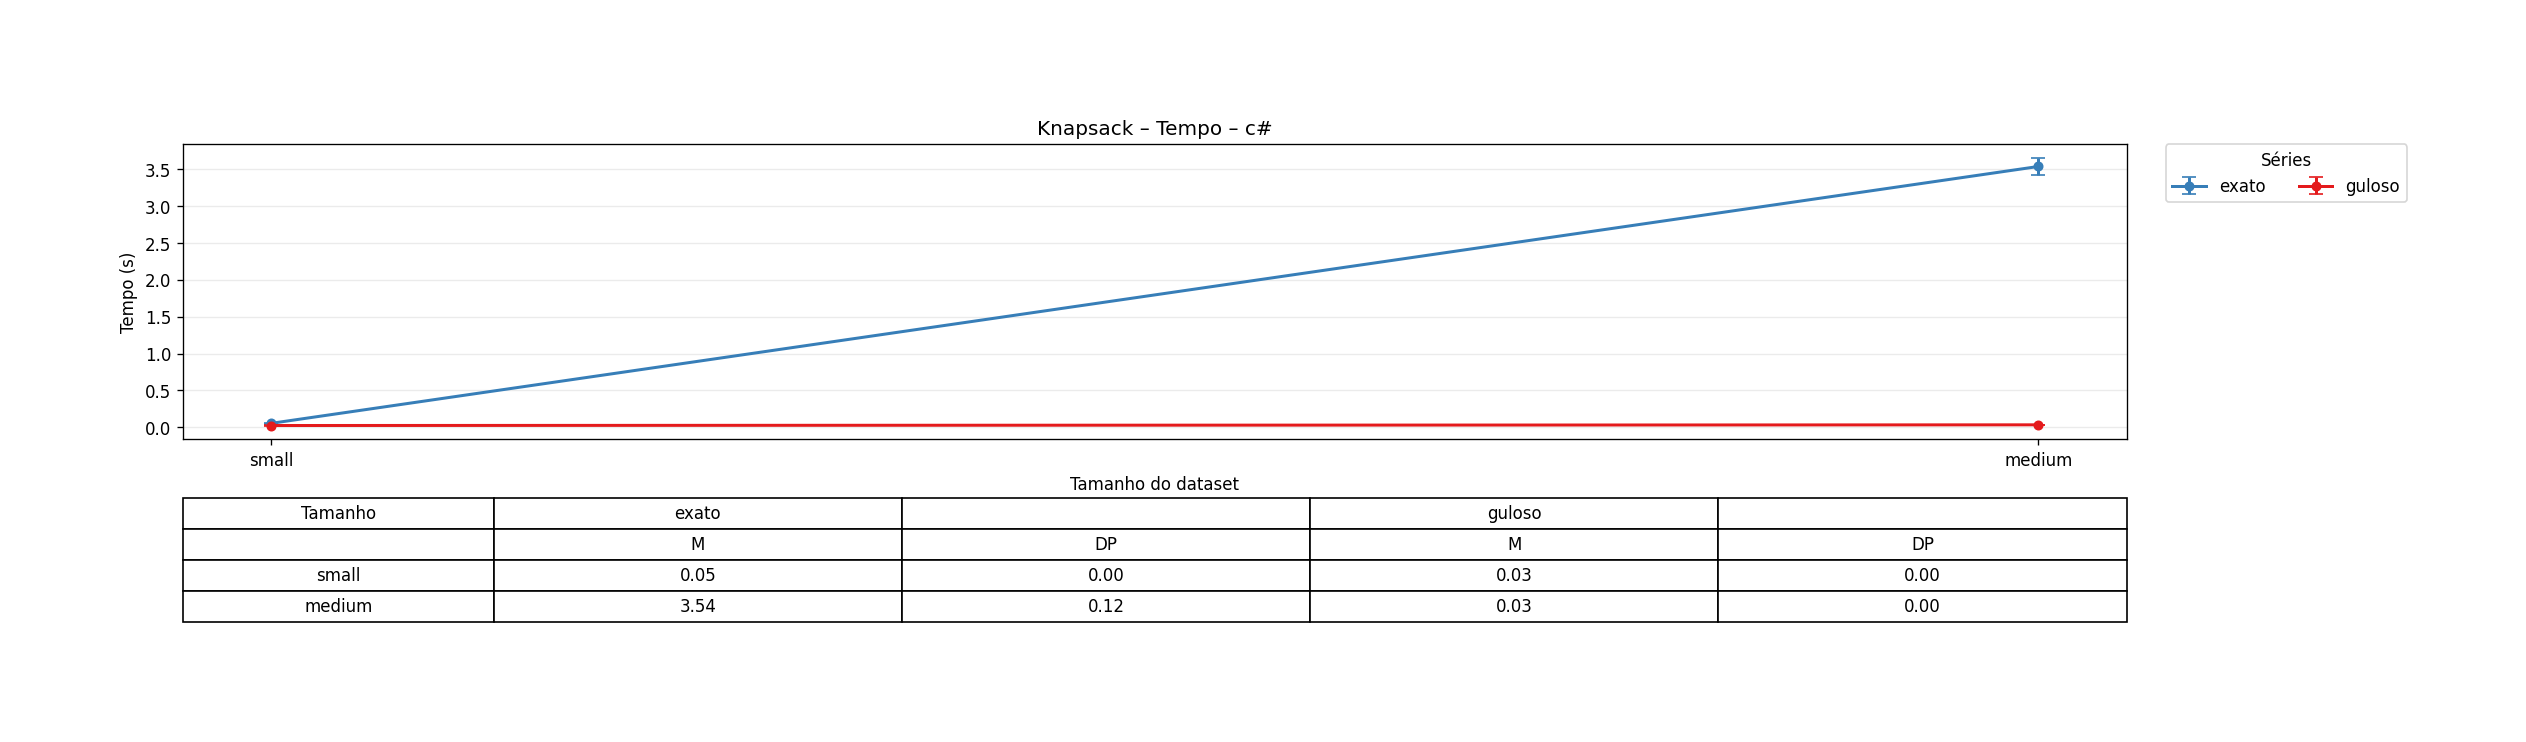 Knapsack – Tempo – c#
Séries
exato guloso
Tempo (s)
3.5
3.0
2.5
2.0
1.5
1.0
0.5
0.0
small medium
Tamanho do dataset
Tamanho exato guloso
M DP M DP
small 0.05 0.00 0.03 0.00
medium 3.54 0.12 0.03 0.00